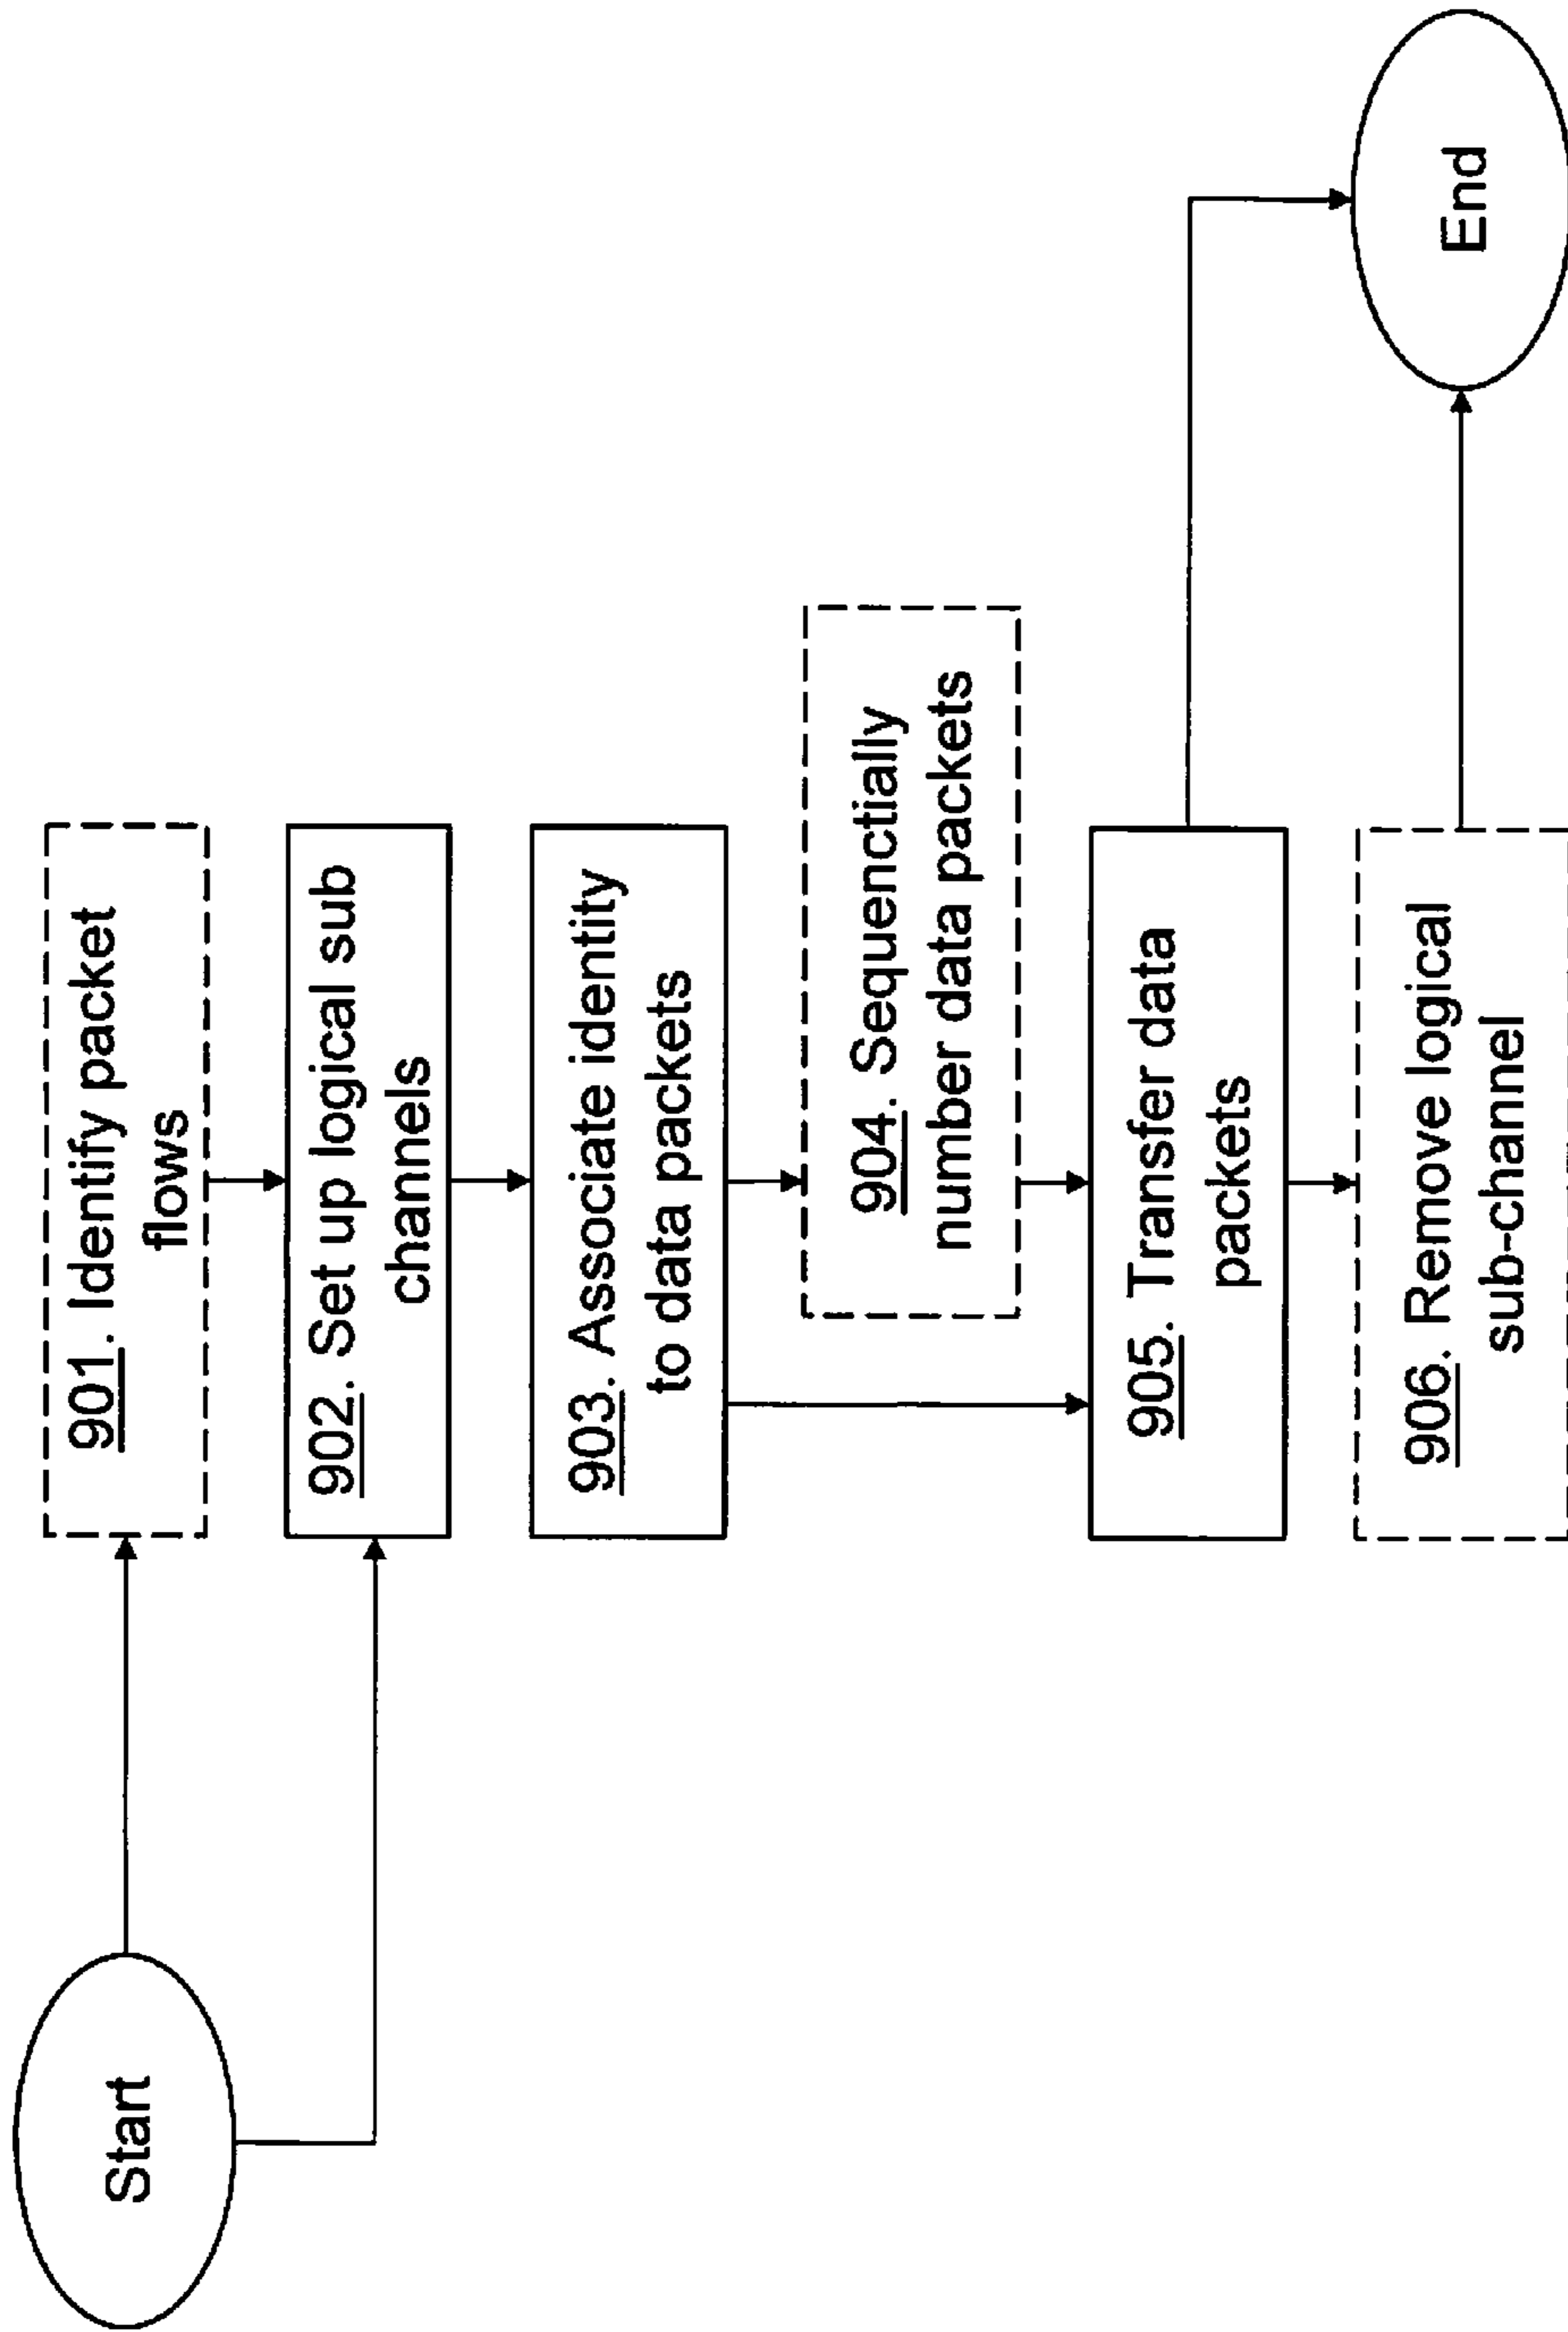 Start
901. Identify packet
flows
902. Set up logical sub
channels
903. Associate identity
to data packets
904. Sequentially
number data packets
905. Transfer data
packets
906. Remove logical
sub-channel
End